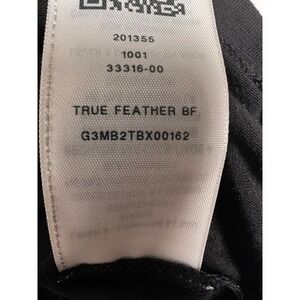 201355
1001
33316-00
TRUE FEATHER BF
G3MB2TBX00162